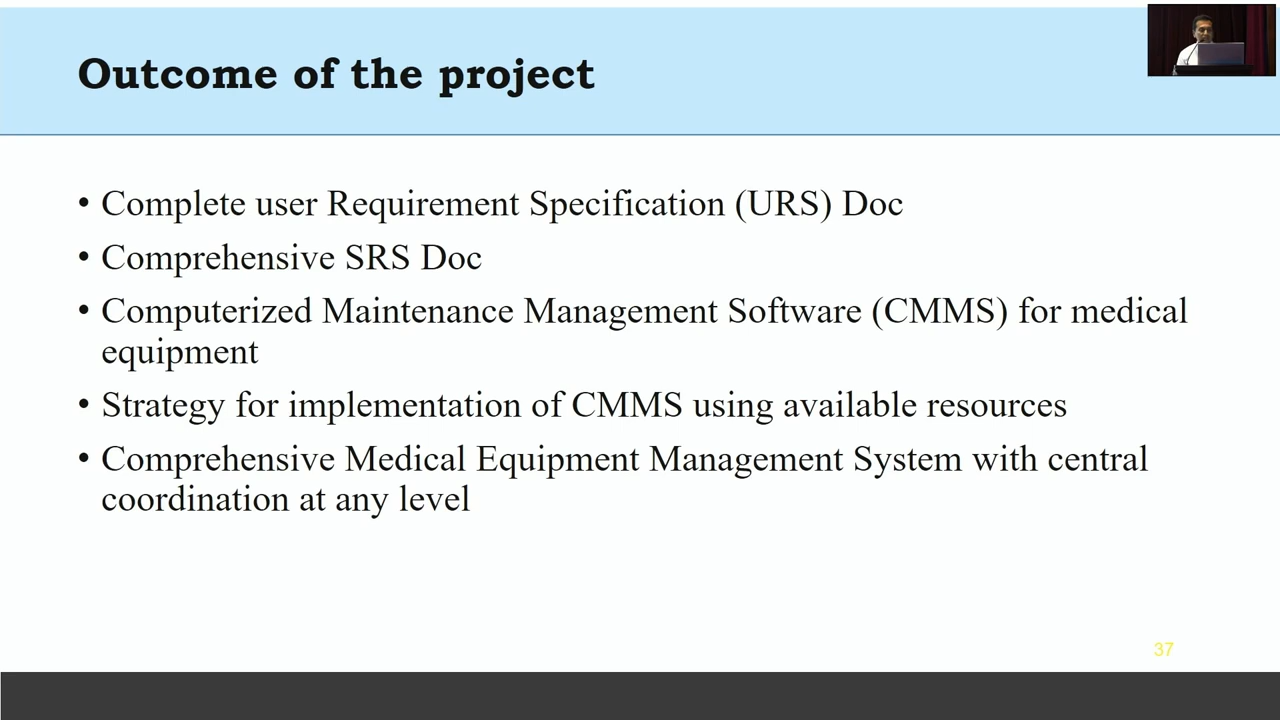 Outcome of the project
• Complete user Requirement Specification (URS) Doc
• Comprehensive SRS Doc
• Computerized Maintenance Management Software (CMMS) for medical
equipment
• Strategy for implementation of CMMS using available resources
• Comprehensive Medical Equipment Management System with central
coordination at any level
37